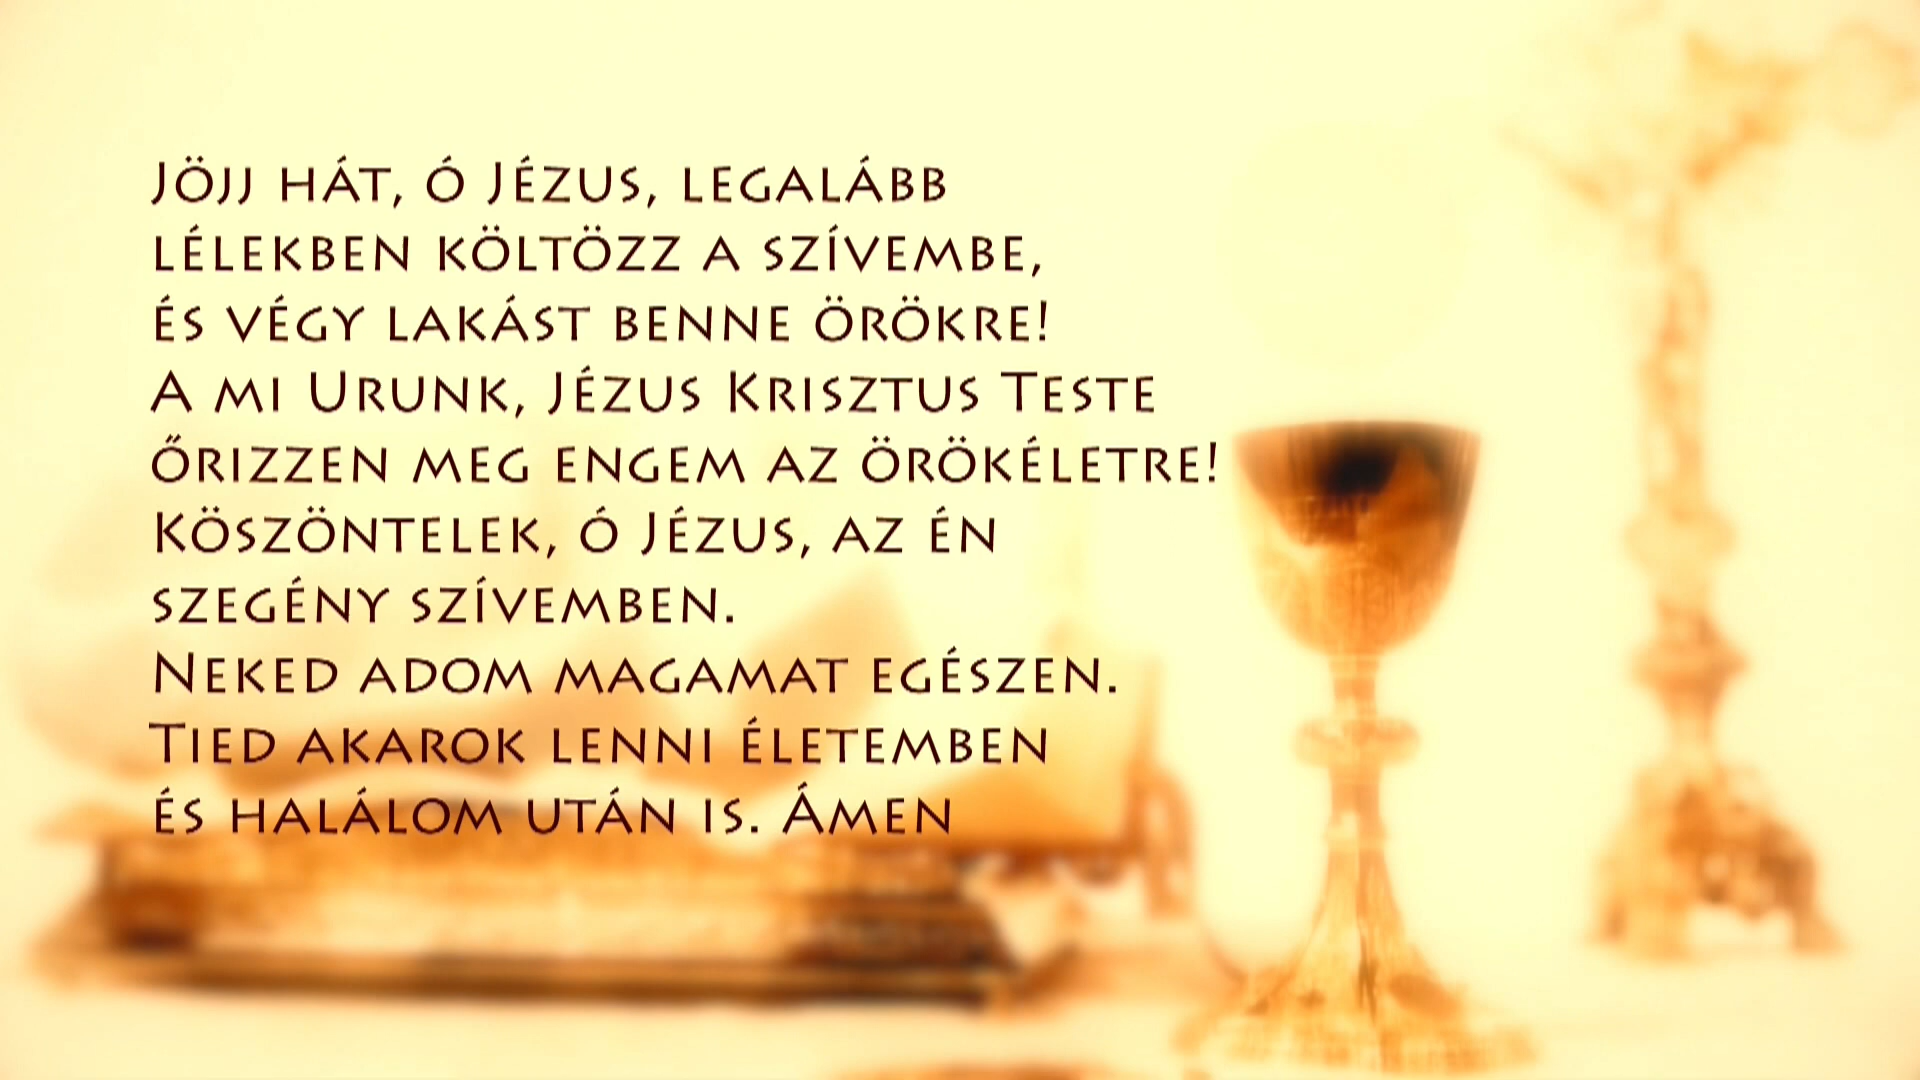 Jöjj hát, ó Jézus, legalább
lélekben költözz a szívembe,
és végy lakást benne örökre!
A mi Urunk, Jézus Krisztus Teste
őrizzen meg engem az örökéletre!
Köszöntelek, ó Jézus, az én
szegény szívemben.
Neked adom magamat egészen.
Tied akarok lenni életemben
és halálom után is. Ámen